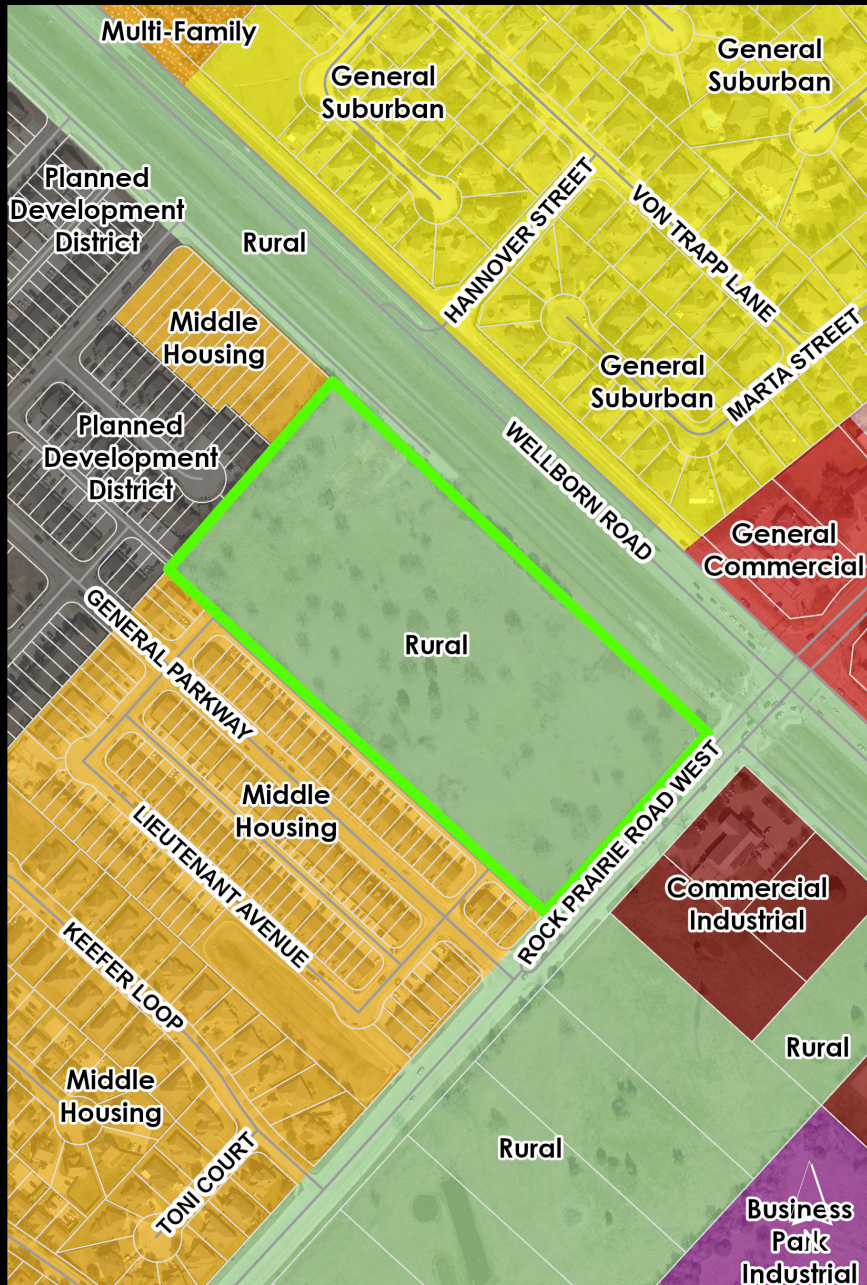 Multi-Family
General
Suburban
General
Suburban
Planned
Development
District
Rural
HANNOVER STREET
VON TRAPP LANE
Middle
Housing
General
Suburban
MARTA STREET
Planned
Development
District
WELLBORN ROAD
General
Commercial
GENERAL PARKWAY
Rural
ROCK PRAIRIE ROAD WEST
Middle
Housing
LIEUTENANT AVENUE
Commercial
Industrial
KEEFER LOOP
Rural
Middle
Housing
Rural
TONI COURT
Business
Park
Industrial
N